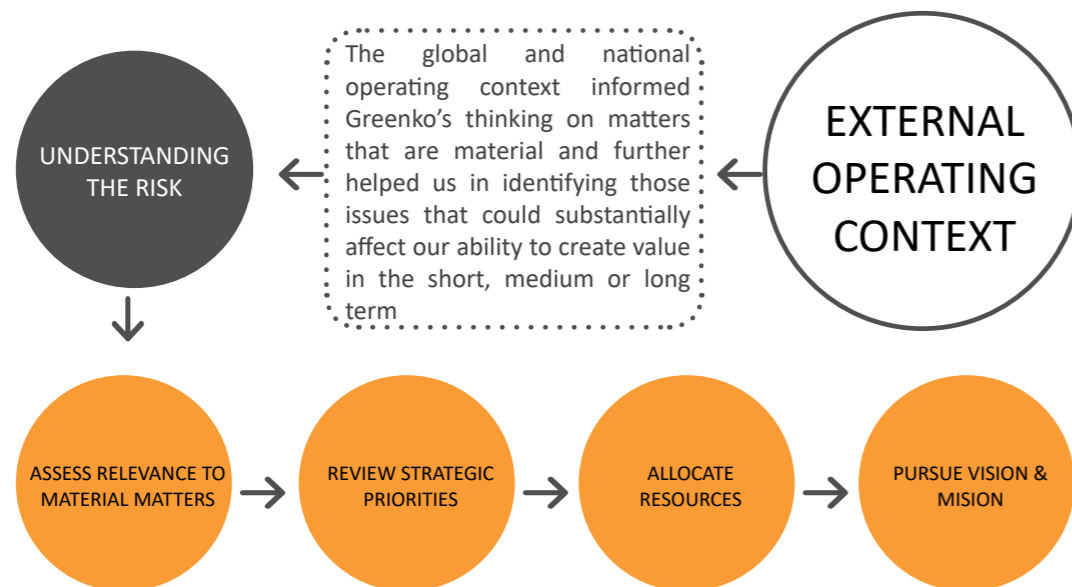 EXTERNAL
OPERATING
CONTEXT
The global and national
operating context informed
Greenko's thinking on matters
that are material and further
helped us in identifying those
issues that could substantially
affect our ability to create value
in the short, medium or long
term
UNDERSTANDING
THE RISK
ASSESS RELEVANCE TO
MATERIAL MATTERS
REVIEW STRATEGIC
PRIORITIES
ALLOCATE
RESOURCES
PURSUE VISION &
MISION